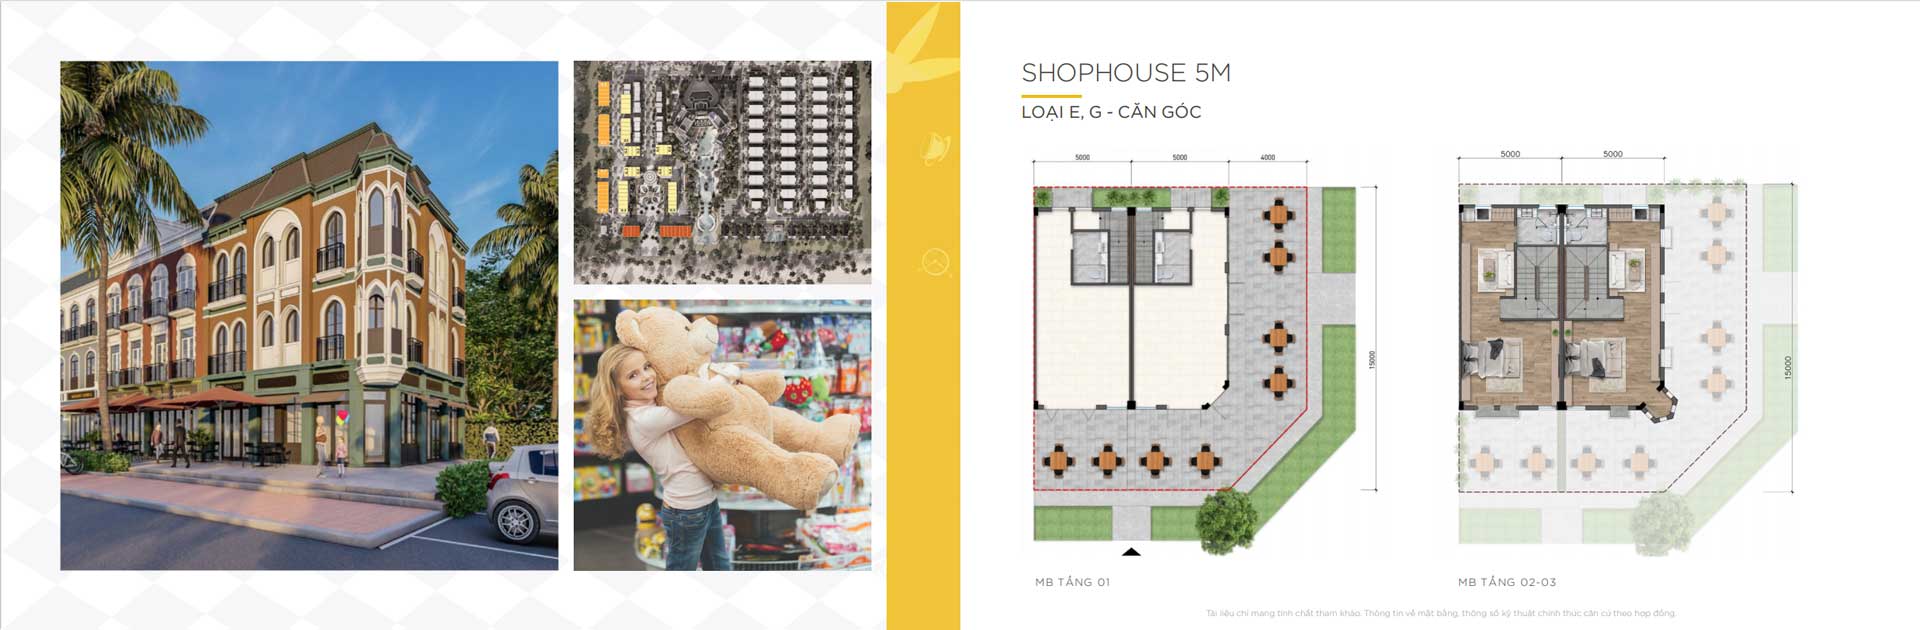 SHOPHOUSE 5M
LOẠI E, G - CĂN GÓC
5000 5000 4000
15000
MB TẦNG 01
5000 5000
15000
MB TẦNG 02-03
Tài liệu chỉ mang tính chất tham khảo. Thông tin về mặt bằng, thông số kỹ thuật chính thức căn cứ theo hợp đồng.